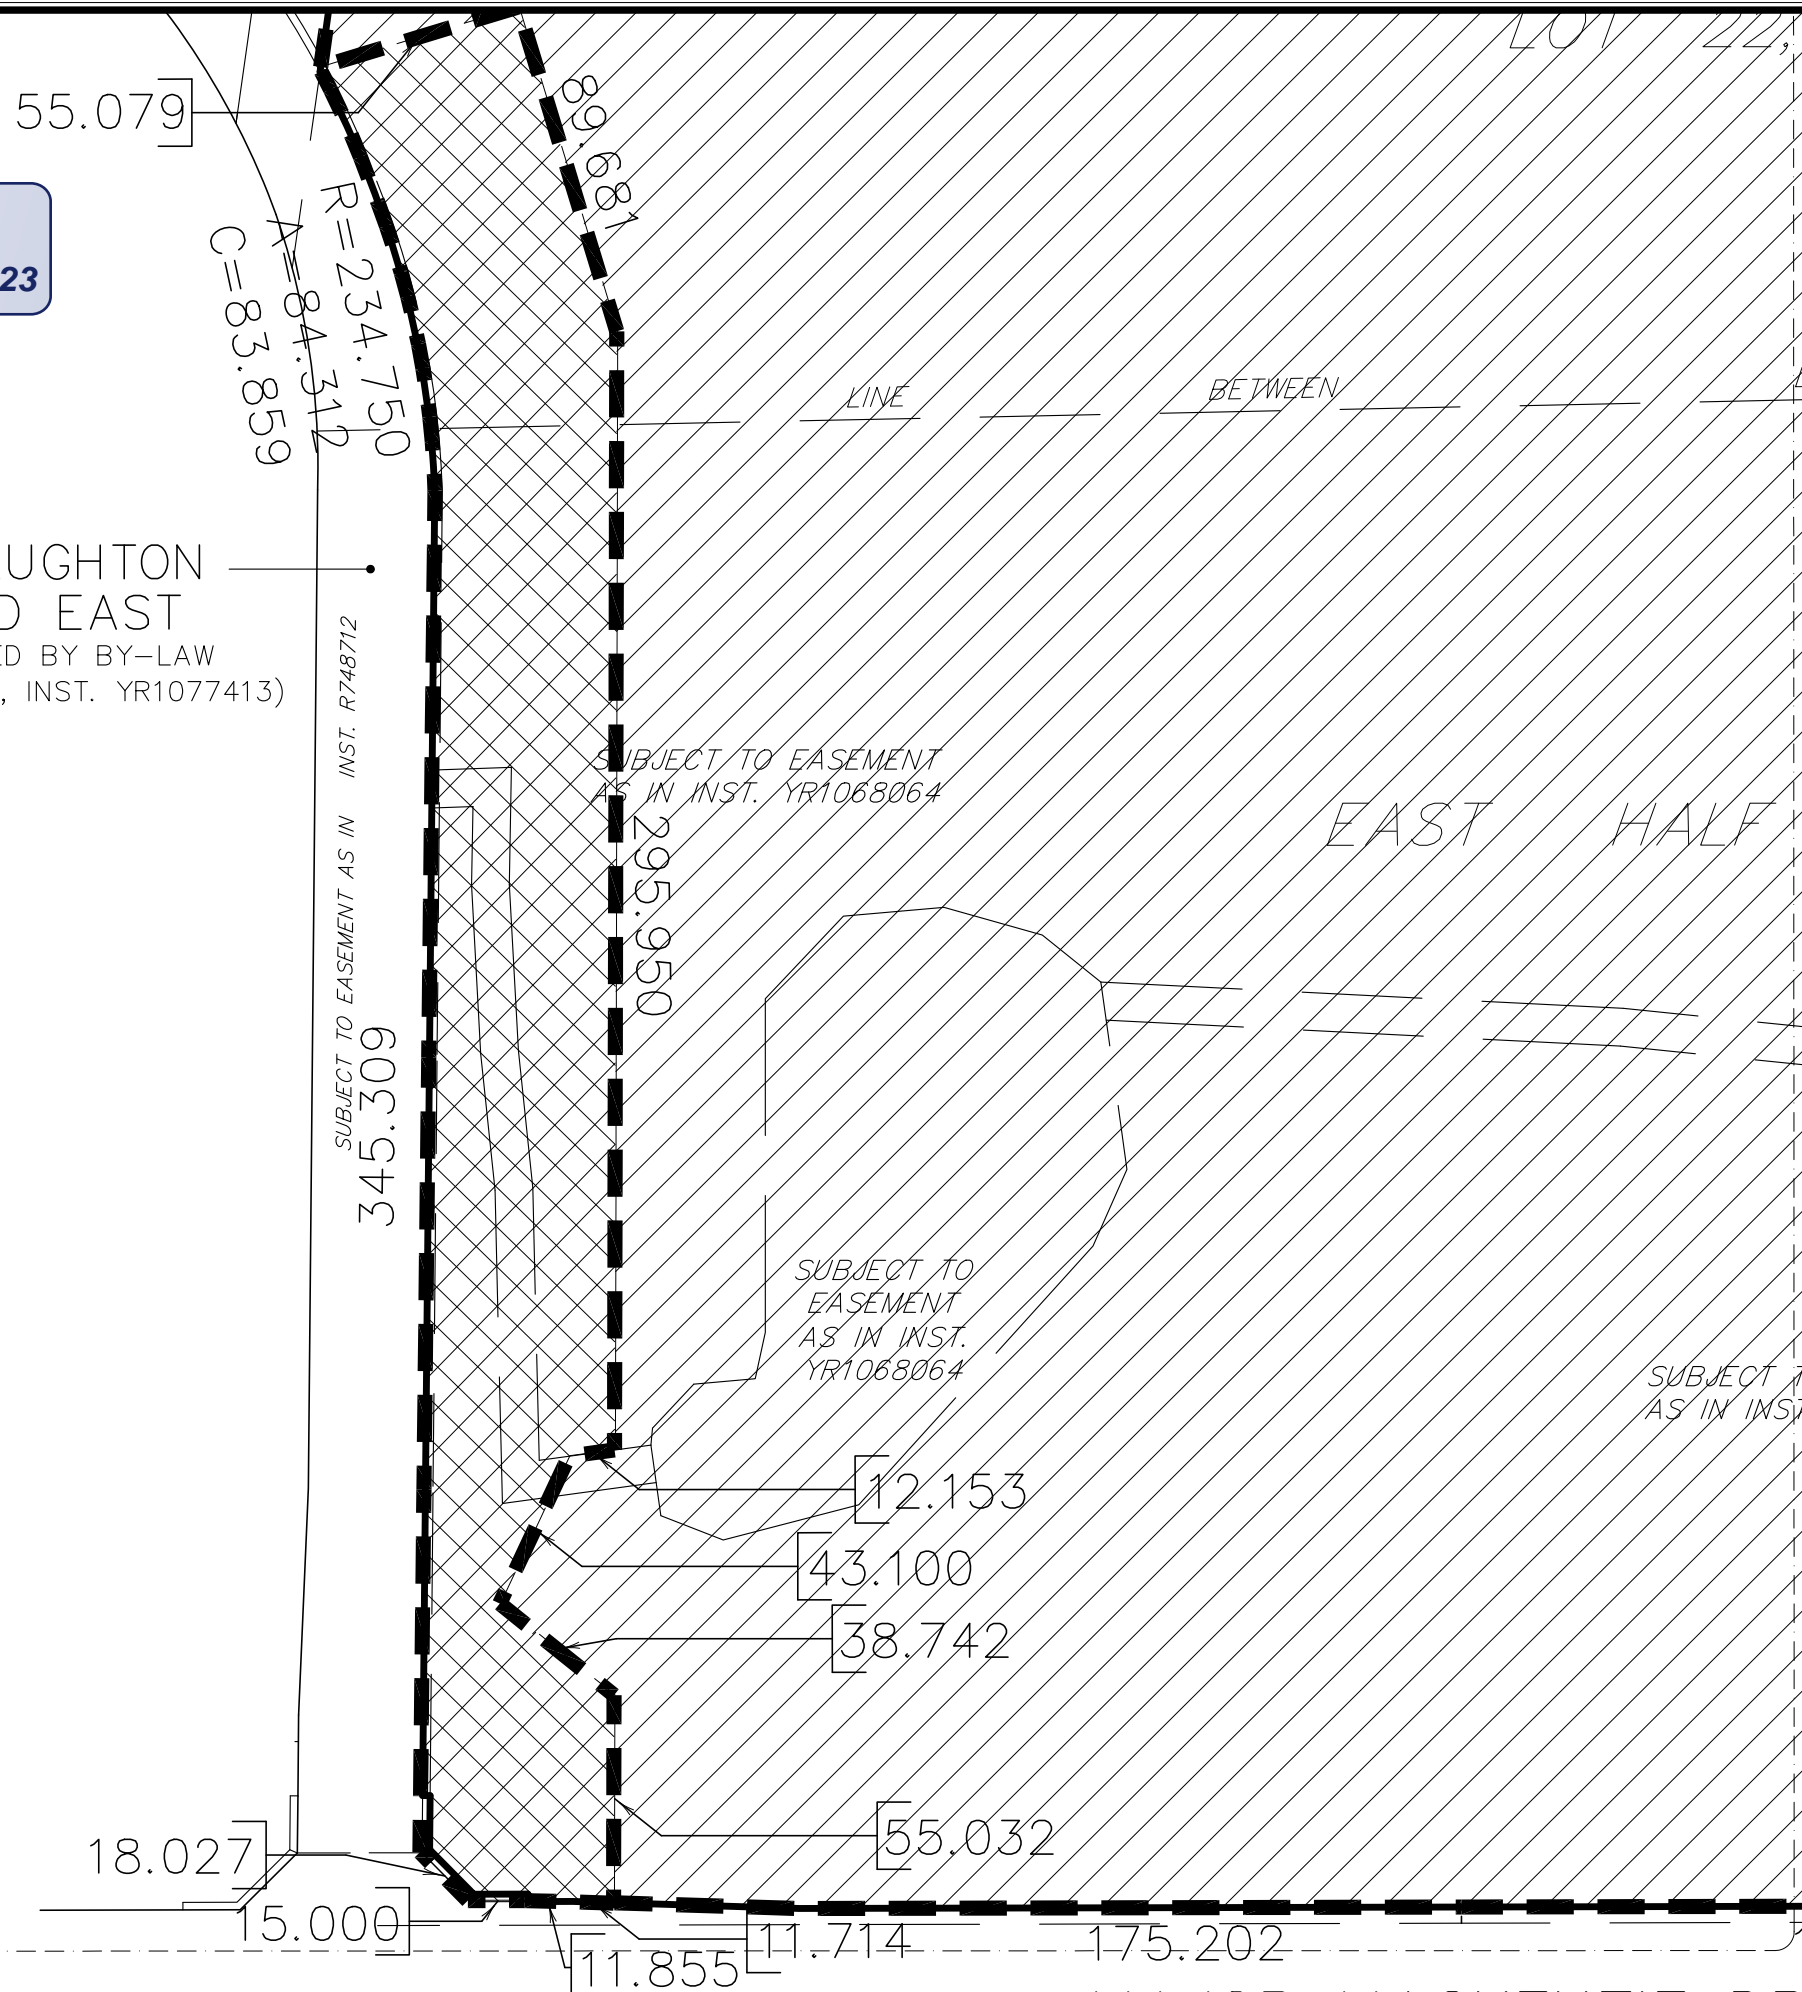 LOT 22,
55.079
89.681
23
R=234.750
A=84.312
C=83.859
LINE BETWEEN
UGHTON
EAST
ED BY BY-LAW
, INST. YR1077413)
SUBJECT TO EASEMENT AS IN INST. R748712
345.309
SUBJECT TO EASEMENT
AS IN INST. YR1068064
295.950
EAST HALF
SUBJECT TO
EASEMENT
AS IN INST.
YR1068064
SUBJECT
AS IN INST
12.153
43.100
38.742
55.032
18.027
15.000
11.855
11.714
175.202